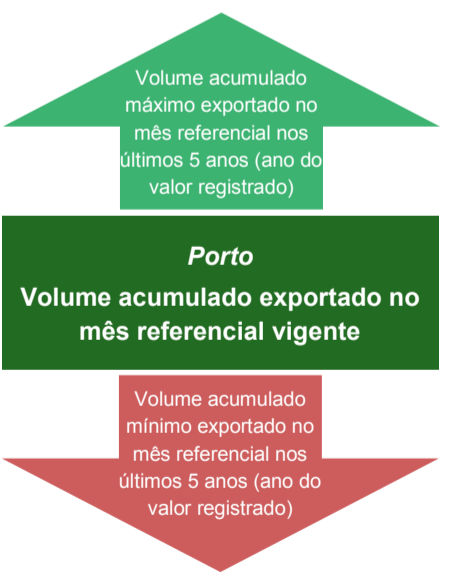 Volume acumulado
máximo exportado no
mês referencial nos
últimos 5 anos (ano do
valor registrado)
Porto
Volume acumulado exportado no
mês referencial vigente
Volume acumulado
mínimo exportado no
mês referencial nos
últimos 5 anos (ano do
valor registrado)